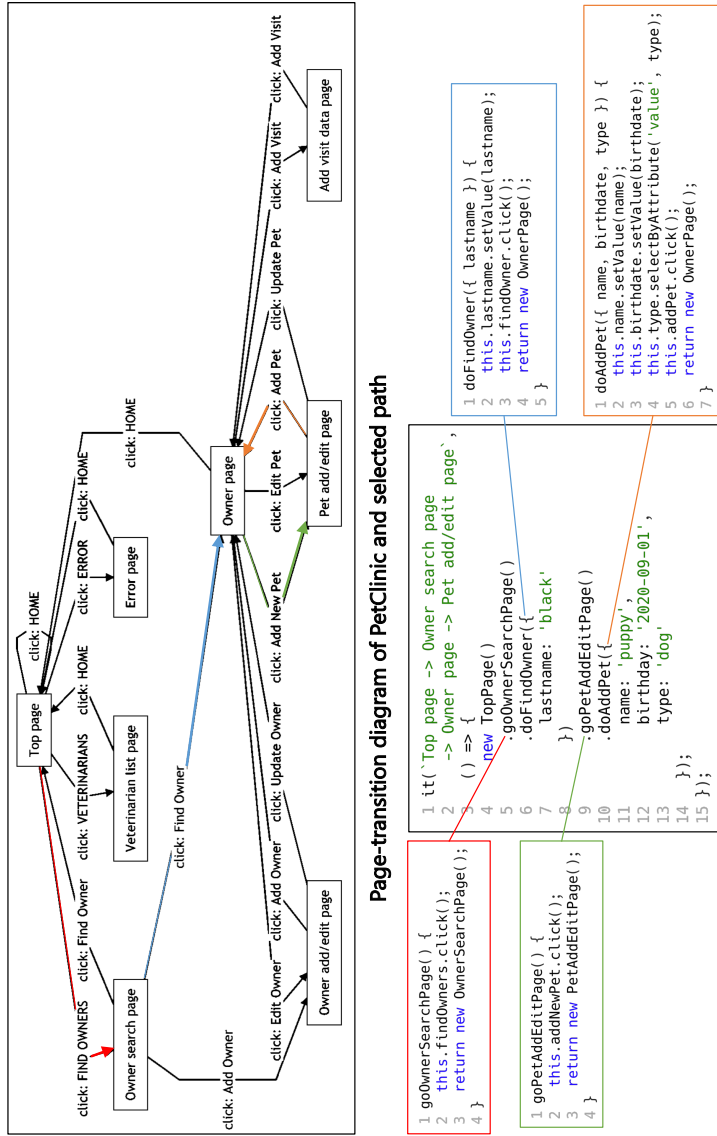 click: HOME
Top page
click: FIND OWNERS
click: Find Owner
click: VETERINARIANS
click: HOME
click: ERROR
click: HOME
click: HOME
Owner search page
Veterinarian list page
Error page
click: Find Owner
Owner page
click: Add Owner
click: Edit Owner
click: Add Owner
click: Update Owner
click: Add New Pet
click: Edit Pet
click: Add Pet
click: Update Pet
click: Add Visit
click: Add Visit
Owner add/edit page
Pet add/edit page
Add visit data page
Page-transition diagram of PetClinic and selected path
1 goOwnerSearchPage() {
2 this.findOwners.click();
3 return new OwnerSearchPage();
4 }
1 goPetAddEditPage() {
2 this.addNewPet.click();
3 return new PetAddEditPage();
4 }
1 it(`Top page -> Owner search page
2 -> Owner page -> Pet add/edit page`,
3 () => {
4 new TopPage()
5 .goOwnerSearchPage()
6 .doFindOwner({
7 lastname: 'black'
8 })
9 .goPetAddEditPage()
10 .doAddPet({
11 name: 'puppy',
12 birthday: '2020-09-01',
13 type: 'dog'
14 });
15 });
1 doFindOwner({ lastname }) {
2 this.lastname.setValue(lastname);
3 this.findOwner.click();
4 return new OwnerPage();
5 }
1 doAddPet({ name, birthdate, type }) {
2 this.name.setValue(name);
3 this.birthdate.setValue(birthdate);
4 this.type.selectByAttribute('value', type);
5 this.addPet.click();
6 return new OwnerPage();
7 }